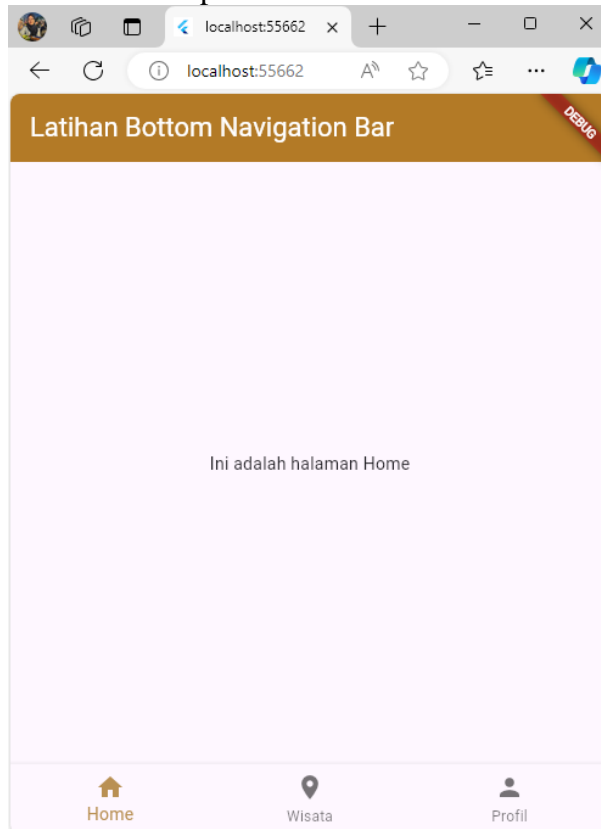 localhost:55662
localhost:55662
Latihan Bottom Navigation Bar
DEBUG
Ini adalah halaman Home
Home
Wisata
Profil